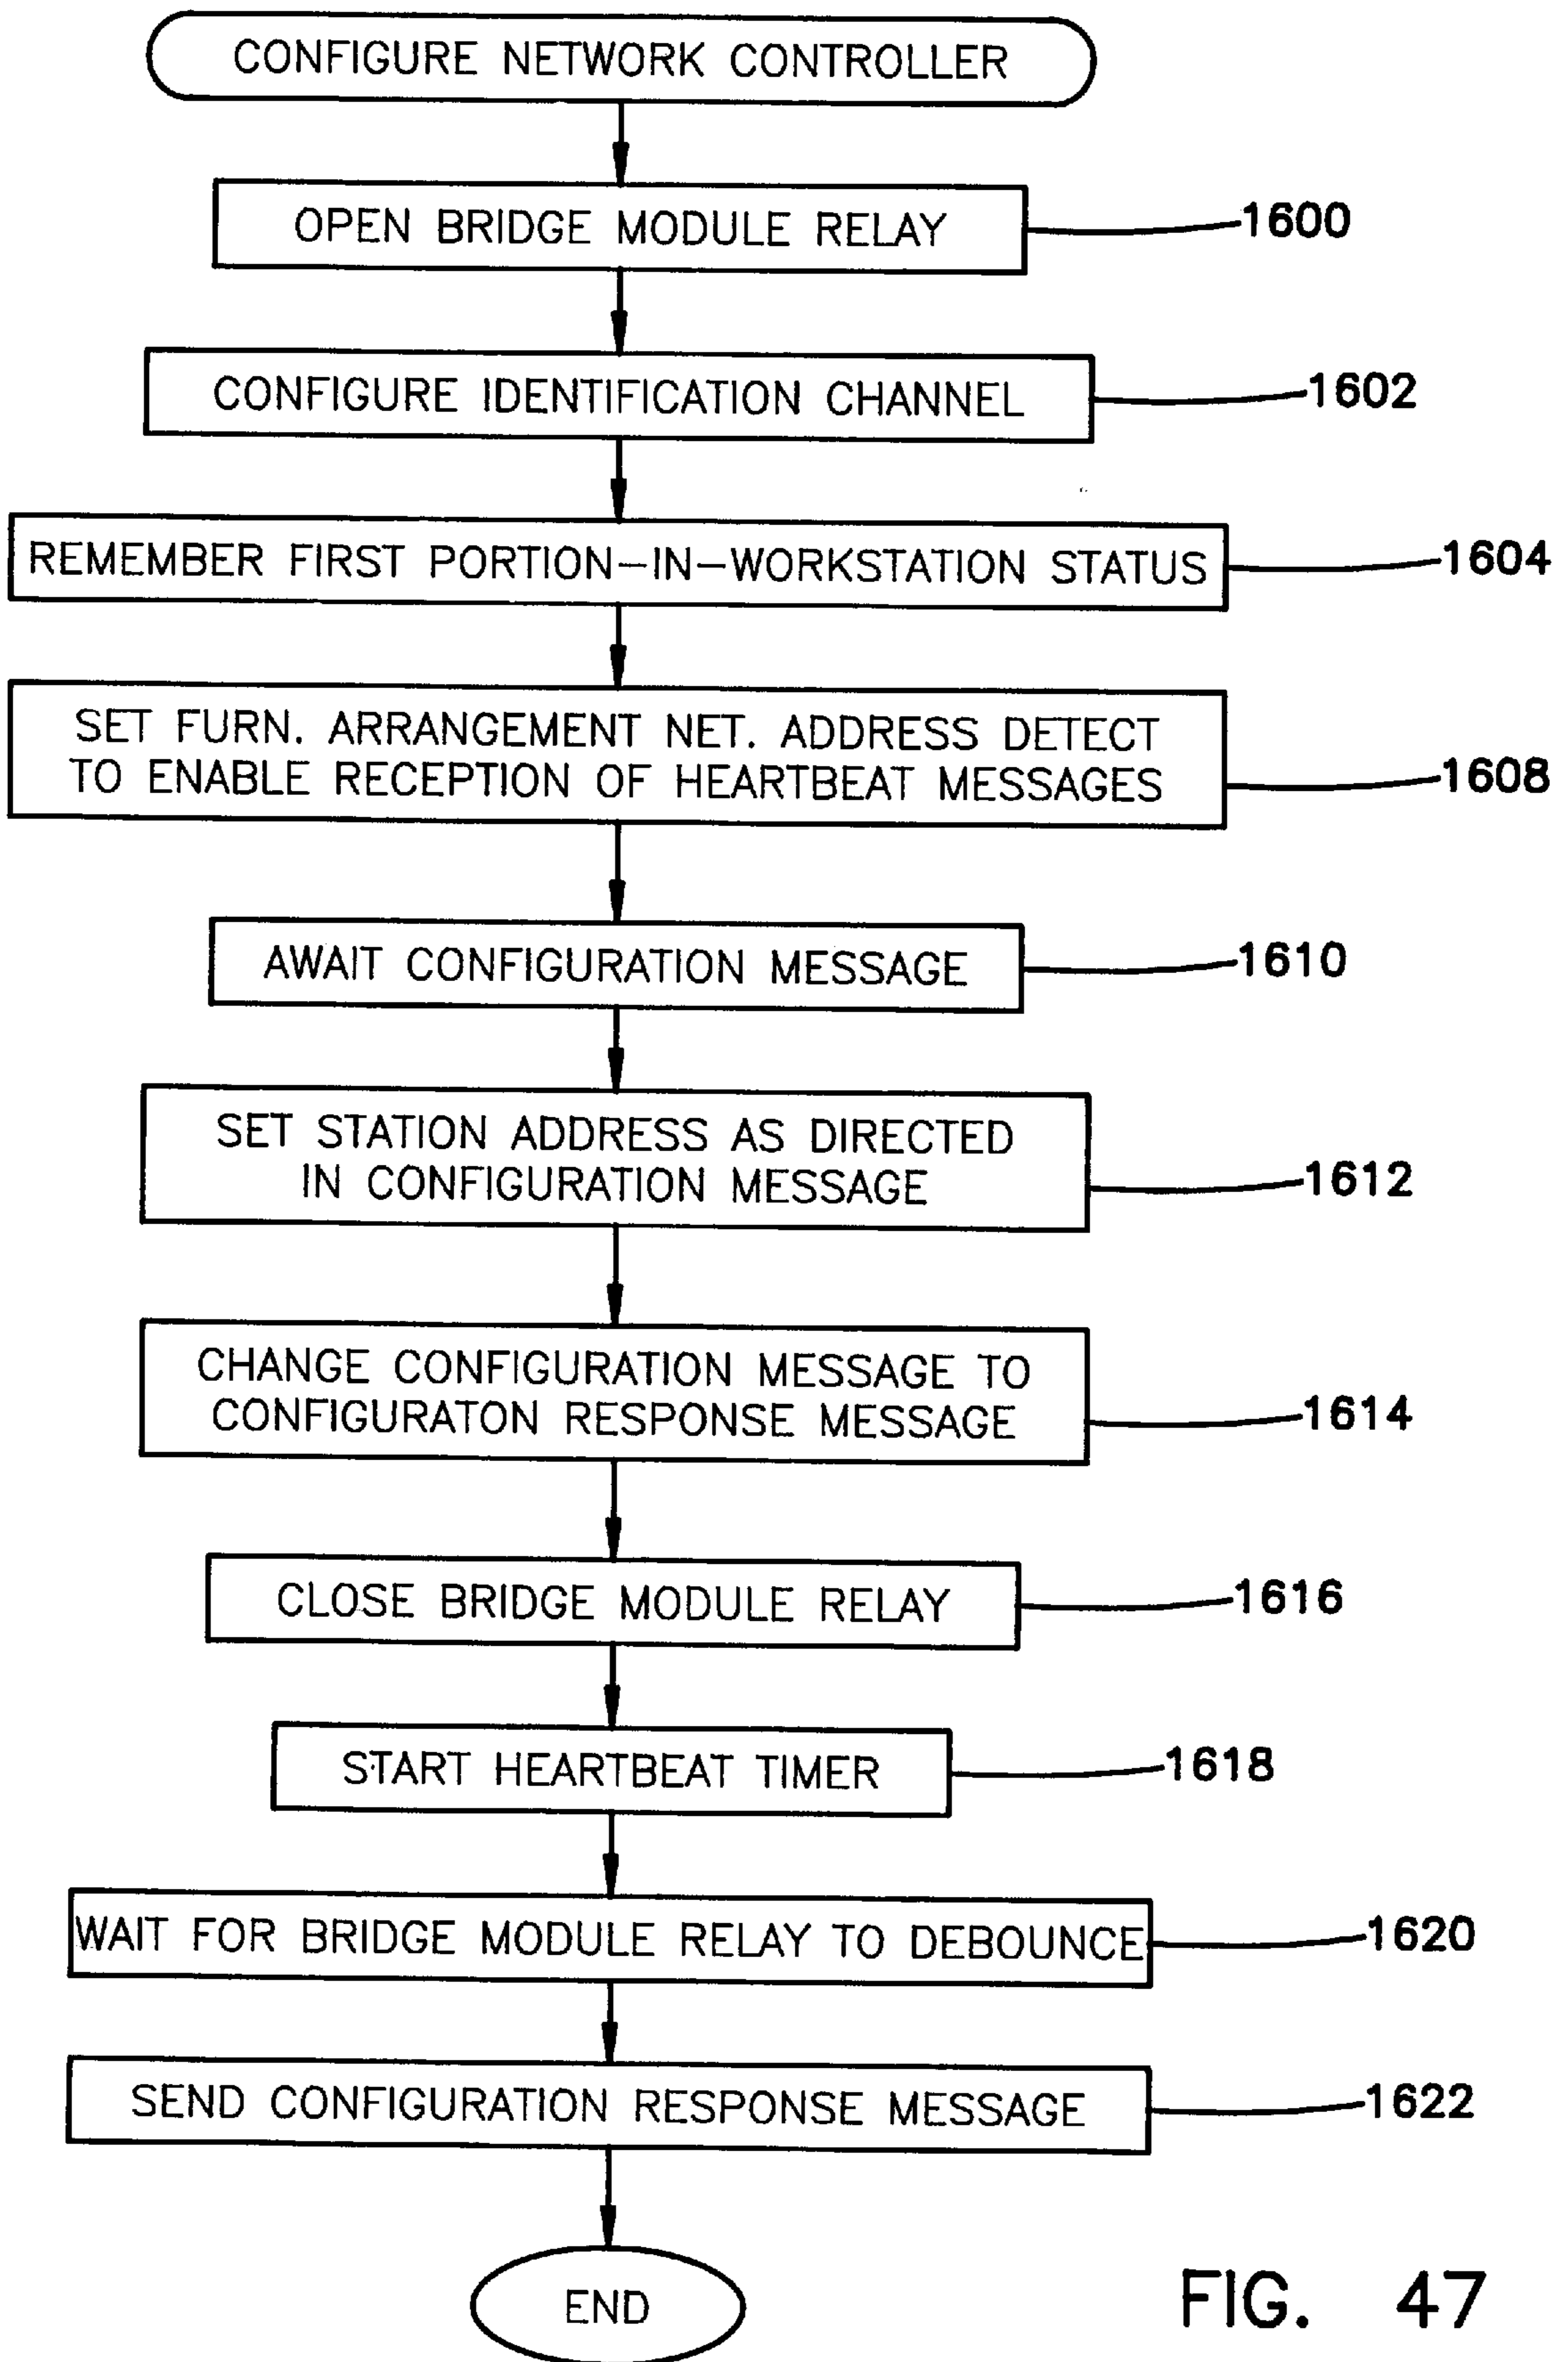 CONFIGURE NETWORK CONTROLLER
OPEN BRIDGE MODULE RELAY
1600
CONFIGURE IDENTIFICATION CHANNEL
1602
REMEMBER FIRST PORTION-IN-WORKSTATION STATUS
1604
SET FURN. ARRANGEMENT NET. ADDRESS DETECT
TO ENABLE RECEPTION OF HEARTBEAT MESSAGES
1608
AWAIT CONFIGURATION MESSAGE
1610
SET STATION ADDRESS AS DIRECTED
IN CONFIGURATION MESSAGE
1612
CHANGE CONFIGURATION MESSAGE TO
CONFIGURATON RESPONSE MESSAGE
1614
CLOSE BRIDGE MODULE RELAY
1616
START HEARTBEAT TIMER
1618
WAIT FOR BRIDGE MODULE RELAY TO DEBOUNCE
1620
SEND CONFIGURATION RESPONSE MESSAGE
1622
END
FIG. 47